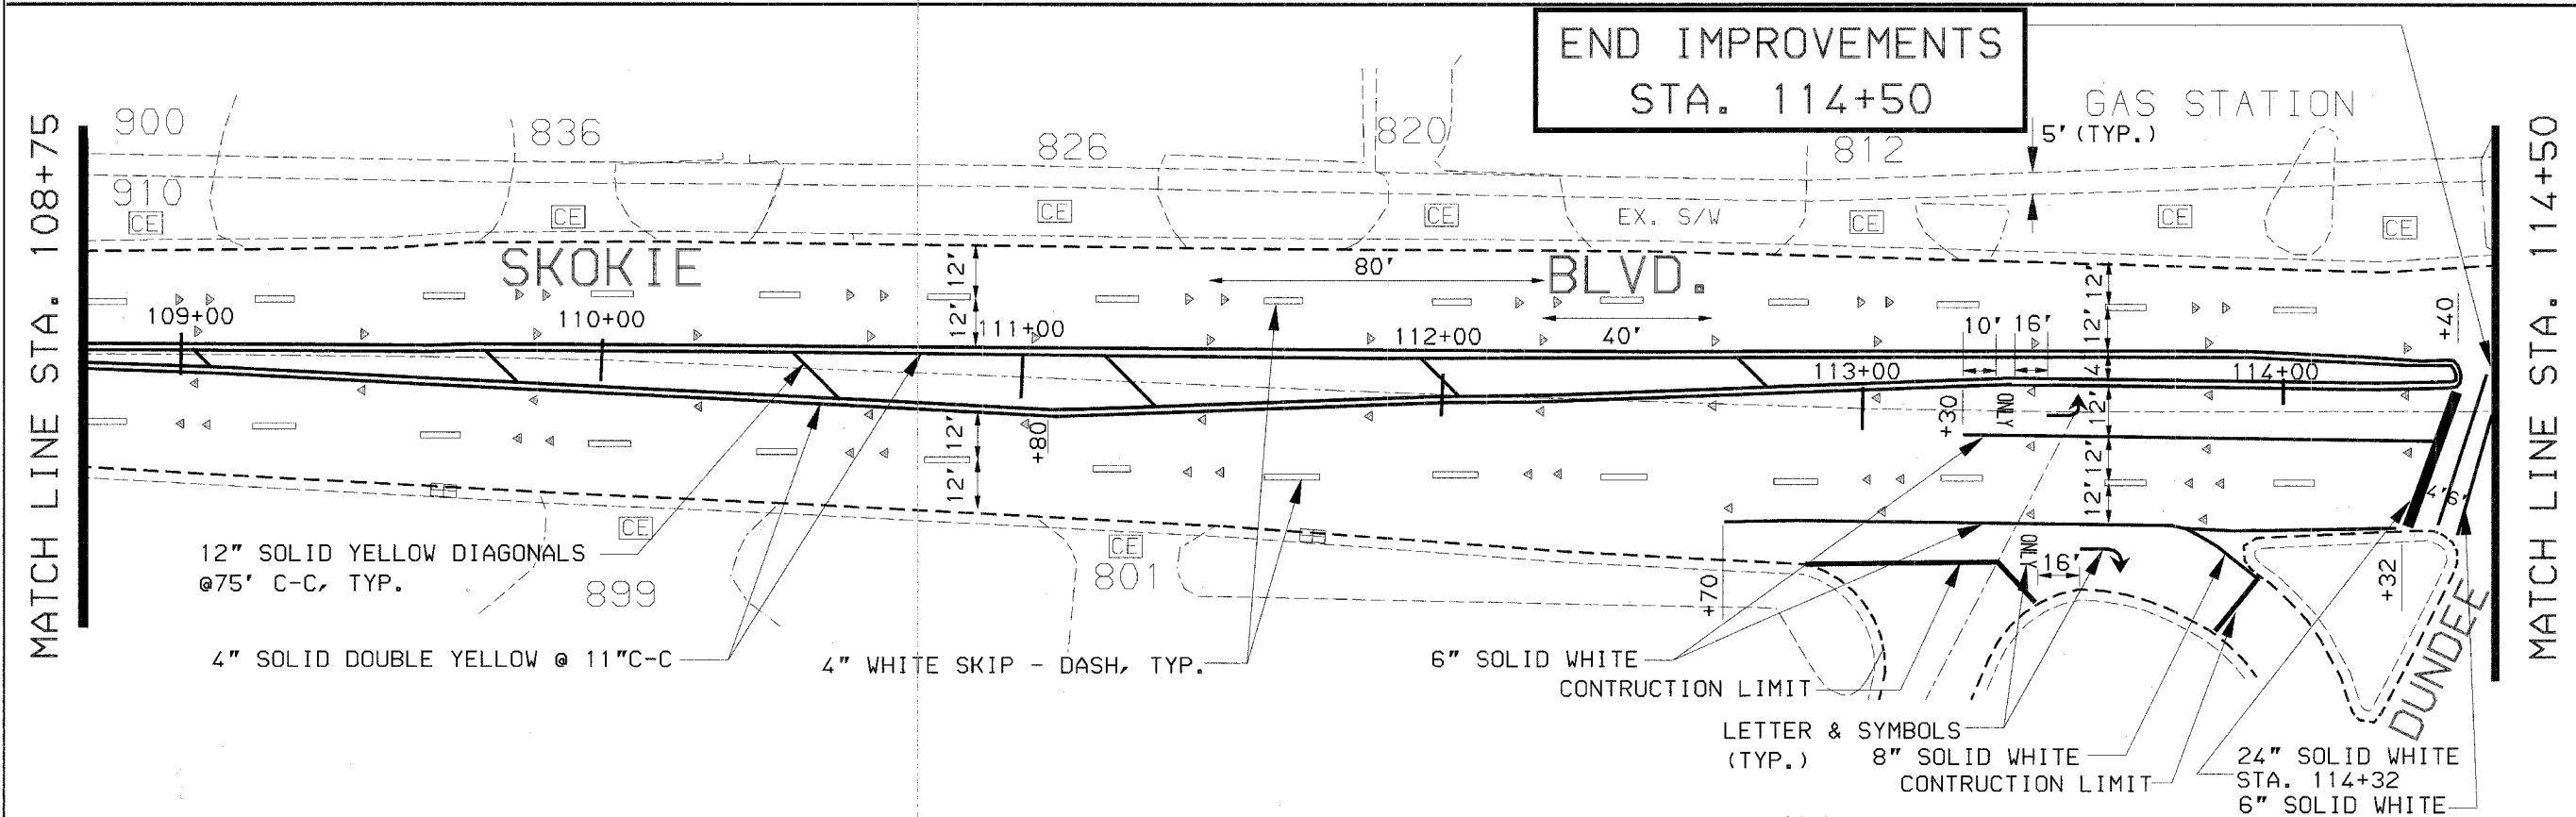 END IMPROVEMENTS
STA. 114+50
MATCH LINE STA. 108+75
MATCH LINE STA. 114+50
900
910
836
826
820
812
GAS STATION
5' (TYP.)
CE
CE
CE
CE
CE
CE
CE
EX. S/W
SKOKIE
BLVD.
80'
40'
12'
12'
12'
12'
10'
16'
4'
+40
109+00
110+00
111+00
112+00
113+00
114+00
+80
12'
12'
+30
ONLY
12'
12'
12'
4'
6'
+70
ONLY
16'
+32
DUNDEE
CE
CE
899
801
12" SOLID YELLOW DIAGONALS
@75' C-C, TYP.
4" SOLID DOUBLE YELLOW @ 11"C-C
4" WHITE SKIP - DASH, TYP.
6" SOLID WHITE
CONTRUCTION LIMIT
LETTER & SYMBOLS
(TYP.)
8" SOLID WHITE
CONTRUCTION LIMIT
24" SOLID WHITE
STA. 114+32
6" SOLID WHITE